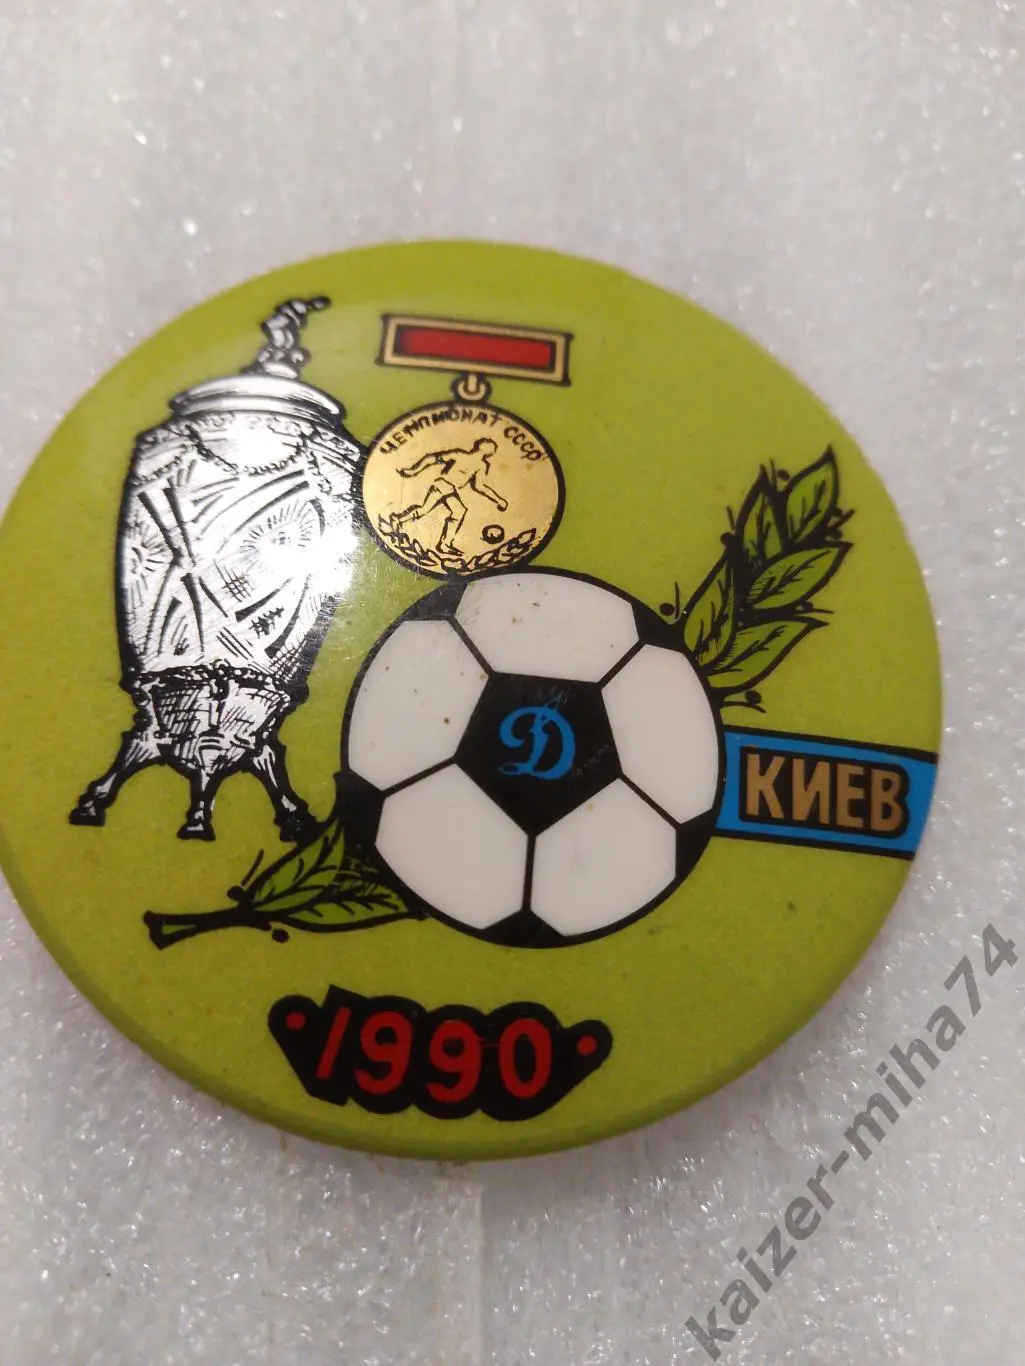 ЧЕМПИОНАТ СССР
Д
КИЕВ
·1990·
kaizer-miha74